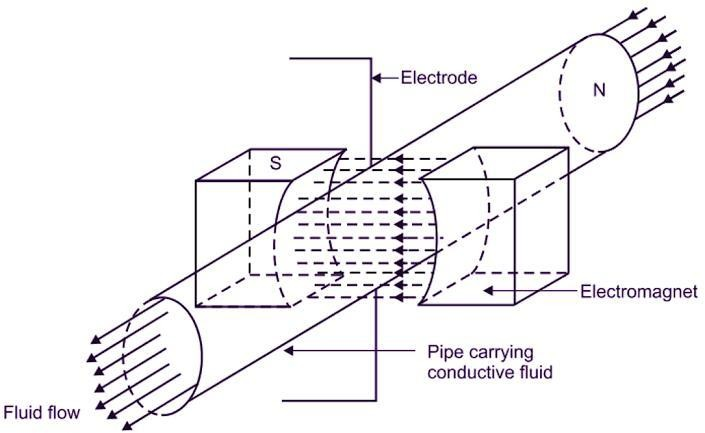 N
Electrode
S
Electromagnet
Pipe carrying
conductive fluid
Fluid flow